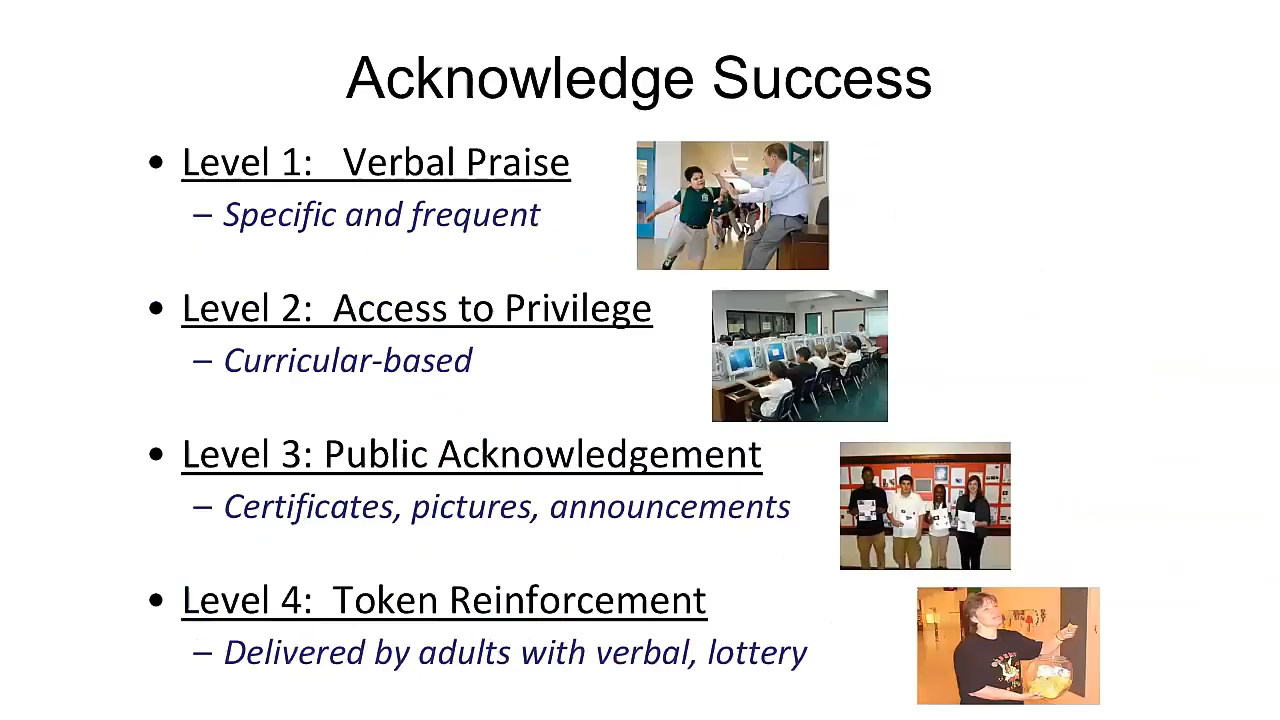 Acknowledge Success
• Level 1:   Verbal Praise
– Specific and frequent
• Level 2:  Access to Privilege
– Curricular-based
• Level 3: Public Acknowledgement
– Certificates, pictures, announcements
• Level 4:  Token Reinforcement
– Delivered by adults with verbal, lottery